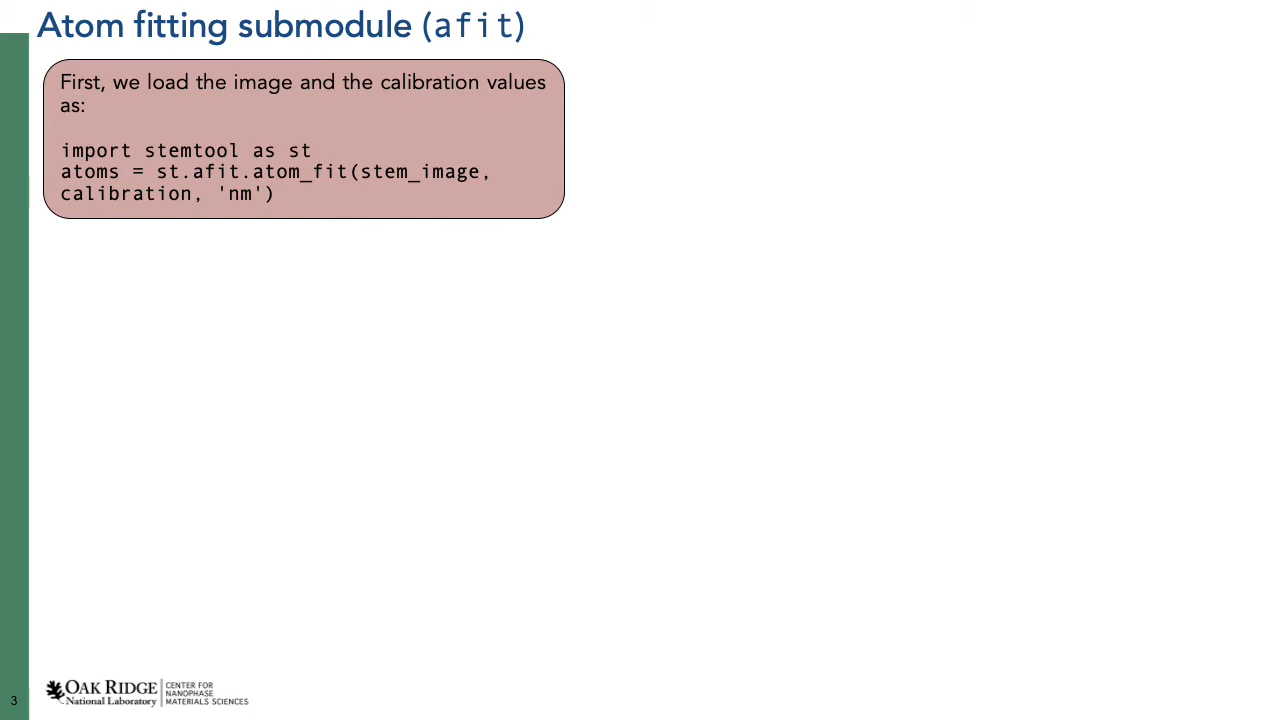 Atom fitting submodule (afit)
First, we load the image and the calibration values
as:
import stemtool as st
atoms = st.afit.atom_fit(stem_image,
calibration, 'nm')
3
OAK RIDGE
National Laboratory
CENTER FOR
NANOPHASE
MATERIALS SCIENCES